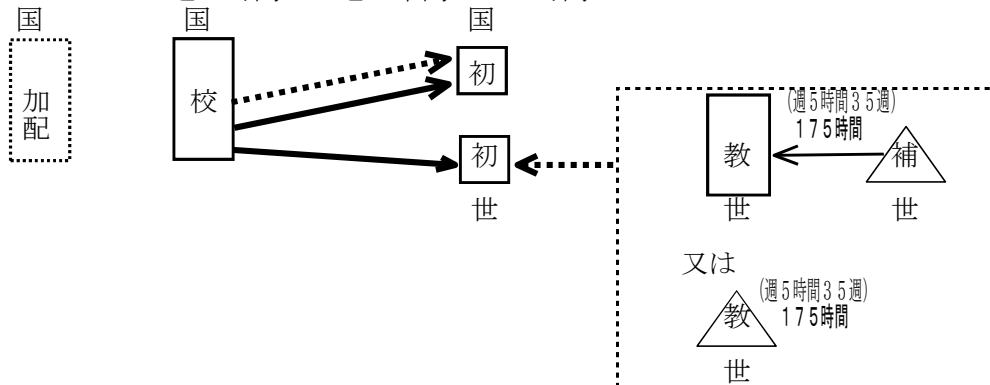 国 国 国
加配
校
初
初
世
(週5時間35週)
175時間
教
補
世 世
又は
(週5時間35週)
175時間
教
世